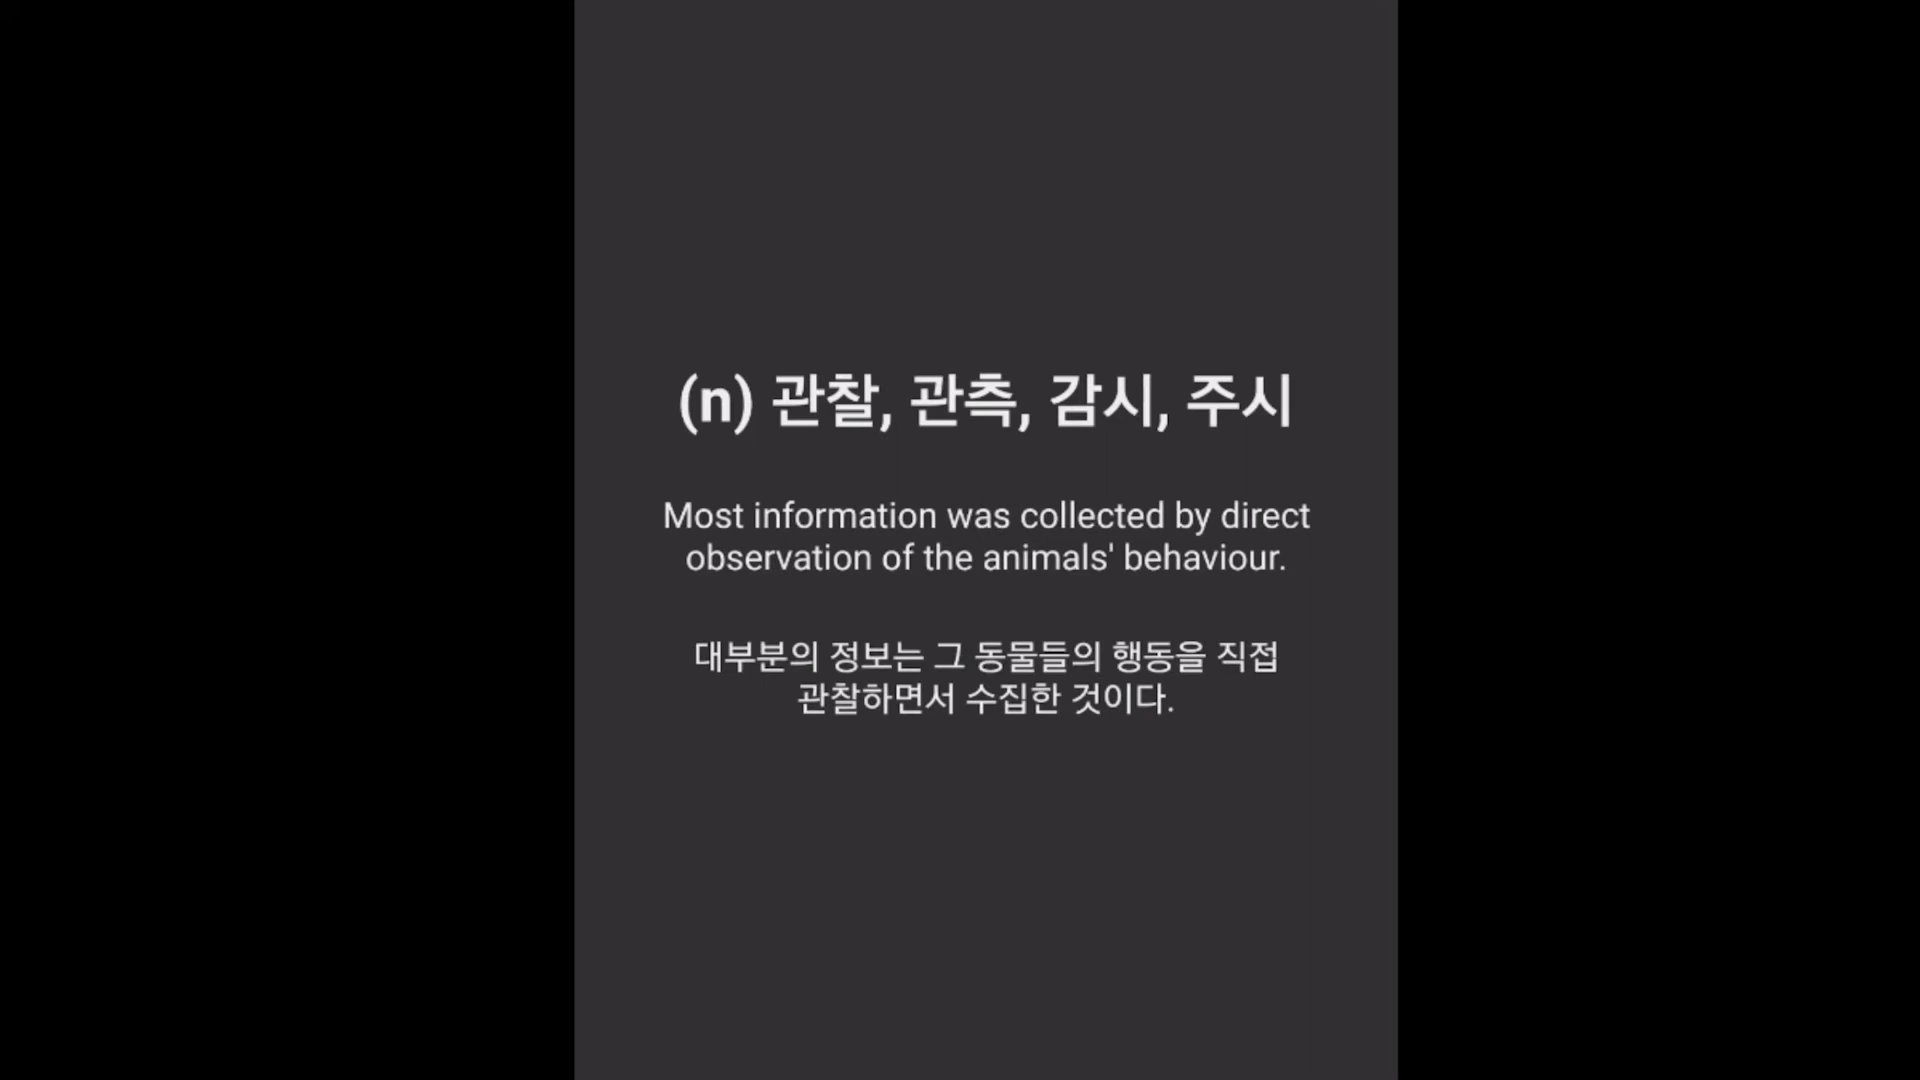 (n) 관찰, 관측, 감시, 주시
Most information was collected by direct
observation of the animals' behaviour.
대부분의 정보는 그 동물들의 행동을 직접
관찰하면서 수집한 것이다.